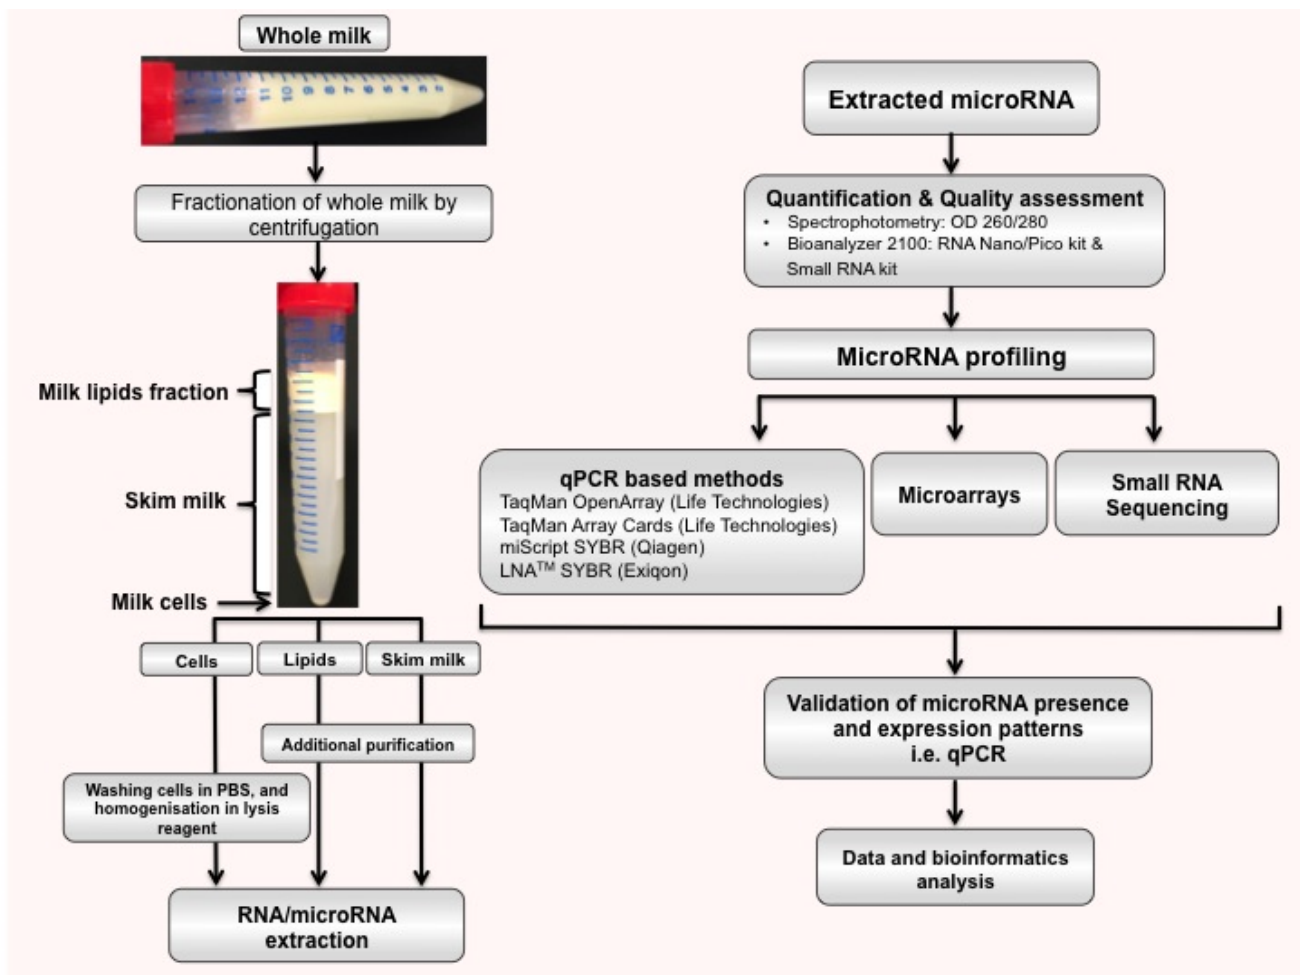 Whole milk
Fractionation of whole milk by
centrifugation
Milk lipids fraction
Skim milk
Milk cells
Cells
Lipids
Skim milk
Additional purification
Washing cells in PBS, and
homogenisation in lysis
reagent
RNA/microRNA
extraction
Extracted microRNA
Quantification & Quality assessment
• Spectrophotometry: OD 260/280
• Bioanalyzer 2100: RNA Nano/Pico kit &
Small RNA kit
MicroRNA profiling
qPCR based methods
TaqMan OpenArray (Life Technologies)
TaqMan Array Cards (Life Technologies)
miScript SYBR (Qiagen)
LNA™ SYBR (Exiqon)
Microarrays
Small RNA
Sequencing
Validation of microRNA presence
and expression patterns
i.e. qPCR
Data and bioinformatics
analysis